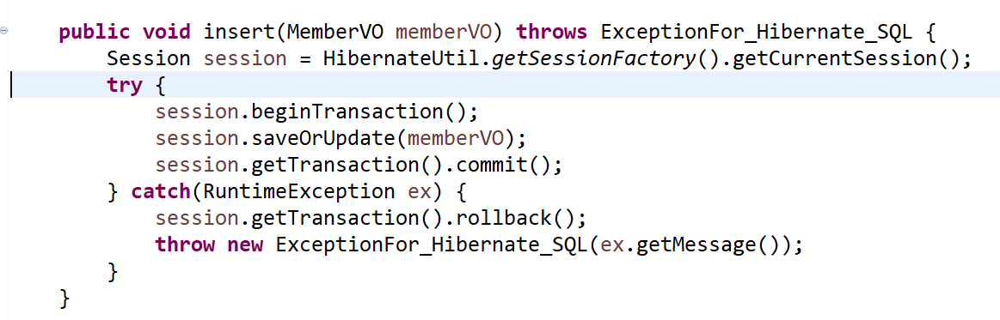 public void insert(MemberVO memberVO) throws ExceptionFor_Hibernate_SQL {
Session session = HibernateUtil.getSessionFactory().getCurrentSession();
try {
session.beginTransaction();
session.saveOrUpdate(memberVO);
session.getTransaction().commit();
} catch(RuntimeException ex) {
session.getTransaction().rollback();
throw new ExceptionFor_Hibernate_SQL(ex.getMessage());
}
}